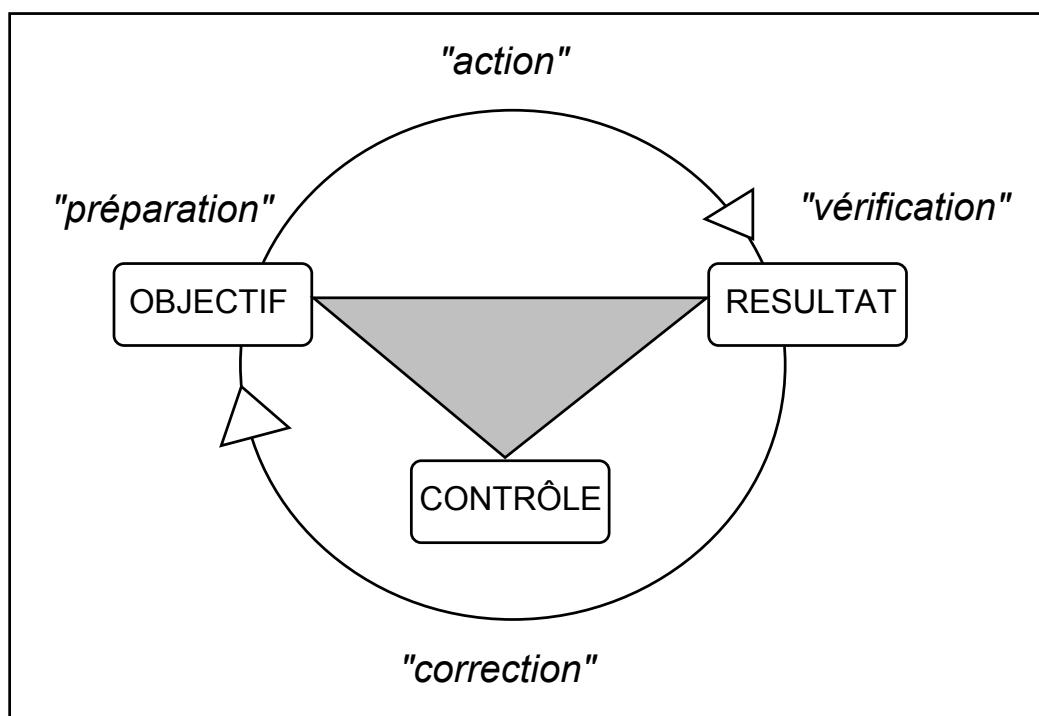 "action"
"préparation"
"vérification"
OBJECTIF
RESULTAT
CONTRÔLE
"correction"